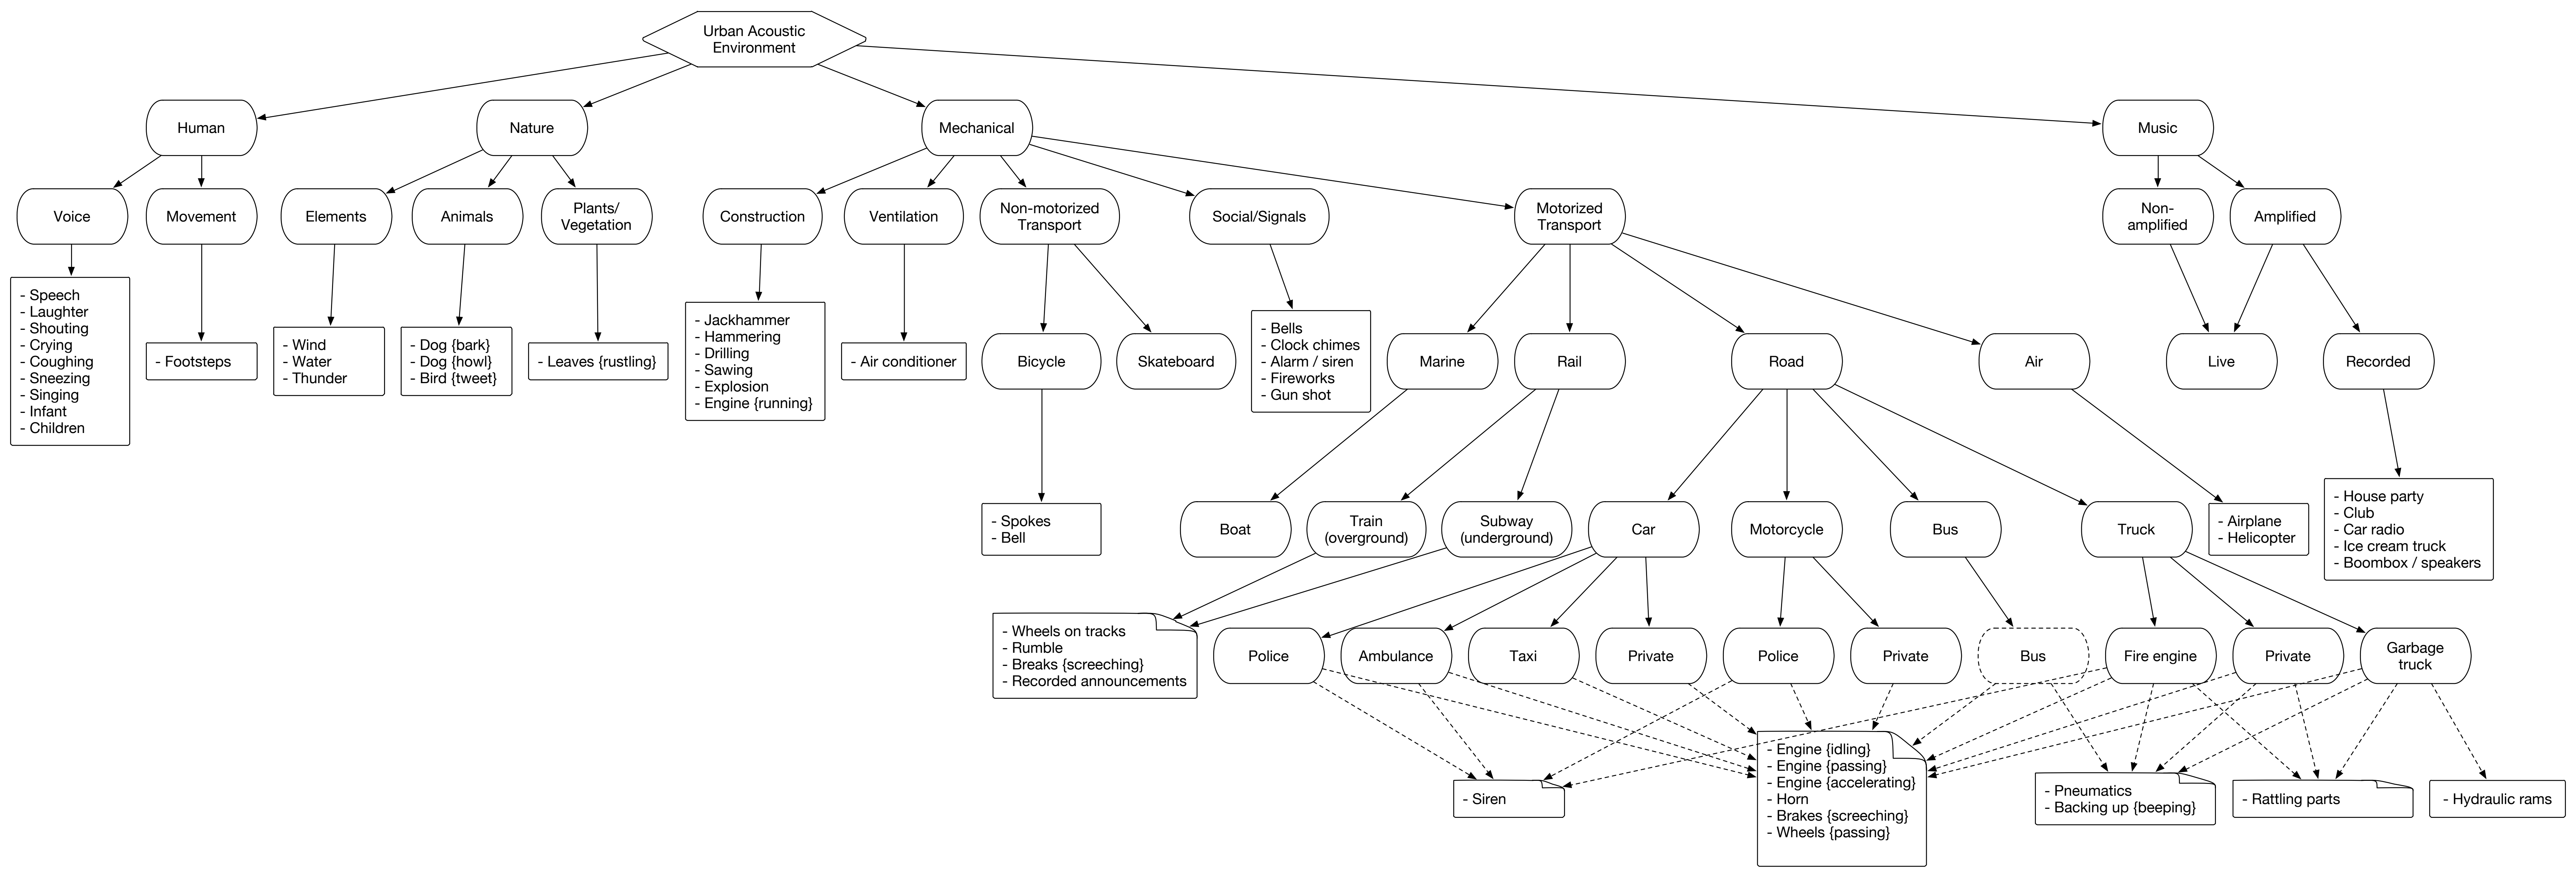 Urban Acoustic
Environment
Human
Nature
Mechanical
Music
Voice
Movement
Elements
Animals
Plants/
Vegetation
Construction
Ventilation
Non-motorized
Transport
Social/Signals
Motorized
Transport
Non-
amplified
Amplified
- Speech
- Laughter
- Shouting
- Crying
- Coughing
- Sneezing
- Singing
- Infant
- Children
- Footsteps
- Wind
- Water
- Thunder
- Dog {bark}
- Dog {howl}
- Bird {tweet}
- Leaves {rustling}
- Jackhammer
- Hammering
- Drilling
- Sawing
- Explosion
- Engine {running}
- Air conditioner
Bicycle
Skateboard
- Bells
- Clock chimes
- Alarm / siren
- Fireworks
- Gun shot
Marine
Rail
Road
Air
Live
Recorded
- Spokes
- Bell
Boat
Train
(overground)
Subway
(underground)
Car
Motorcycle
Bus
Truck
- Airplane
- Helicopter
- House party
- Club
- Car radio
- Ice cream truck
- Boombox / speakers
- Wheels on tracks
- Rumble
- Breaks {screeching}
- Recorded announcements
Police
Ambulance
Taxi
Private
Police
Private
Bus
Fire engine
Private
Garbage
truck
- Siren
- Engine {idling}
- Engine {passing}
- Engine {accelerating}
- Horn
- Brakes {screeching}
- Wheels {passing}
- Pneumatics
- Backing up {beeping}
- Rattling parts
- Hydraulic rams